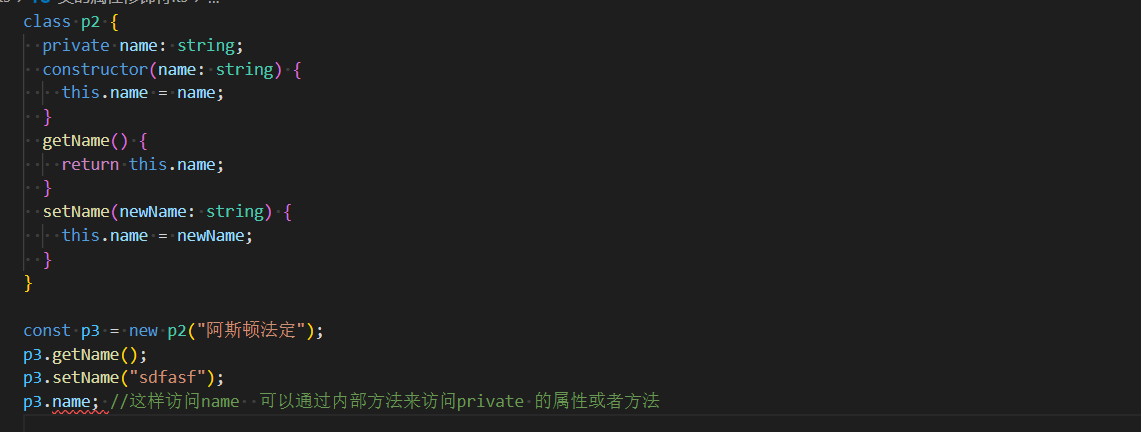 class p2 {
  private name: string;
  constructor(name: string) {
    this.name = name;
  }
  getName() {
    return this.name;
  }
  setName(newName: string) {
    this.name = newName;
  }
}

const p3 = new p2("阿斯顿法定");
p3.getName();
p3.setName("sdfasf");
p3.name; //这样访问name  可以通过内部方法来访问private 的属性或者方法